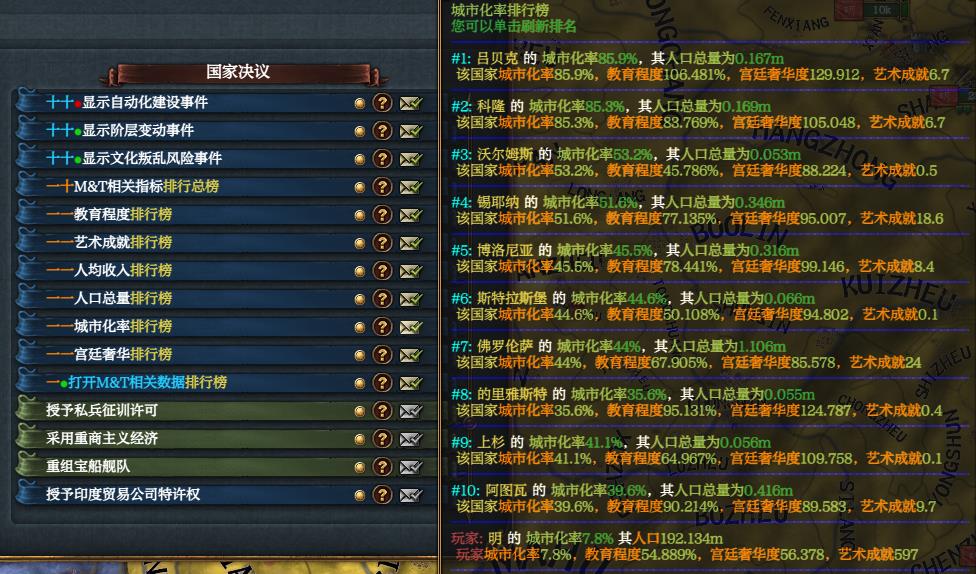 国家决议
十十●显示自动化建设事件
十十●显示阶层变动事件
十十●显示文化叛乱风险事件
一十M&T相关指标排行总榜
一一教育程度排行榜
一一艺术成就排行榜
一一人均收入排行榜
一一人口总量排行榜
一一城市化率排行榜
一一宫廷奢华排行榜
一●打开M&T相关数据排行榜
授予私兵征训许可
采用重商主义经济
重组宝船舰队
授予印度贸易公司特许权
城市化率排行榜
您可以单击刷新排名
#1: 吕贝克 的 城市化率85.9%，其人口总量为0.167m
该国家城市化率85.9%，教育程度106.481%，宫廷奢华度129.912，艺术成就6.7
#2: 科隆 的 城市化率85.3%，其人口总量为0.169m
该国家城市化率85.3%，教育程度83.769%，宫廷奢华度105.048，艺术成就6.7
#3: 沃尔姆斯 的 城市化率53.2%，其人口总量为0.053m
该国家城市化率53.2%，教育程度45.786%，宫廷奢华度88.224，艺术成就0.5
#4: 锡耶纳 的 城市化率51.6%，其人口总量为0.346m
该国家城市化率51.6%，教育程度77.135%，宫廷奢华度95.007，艺术成就18.6
#5: 博洛尼亚 的 城市化率45.5%，其人口总量为0.316m
该国家城市化率45.5%，教育程度78.441%，宫廷奢华度99.146，艺术成就8.4
#6: 斯特拉斯堡 的 城市化率44.6%，其人口总量为0.066m
该国家城市化率44.6%，教育程度50.108%，宫廷奢华度94.802，艺术成就0.1
#7: 佛罗伦萨 的 城市化率44%，其人口总量为1.106m
该国家城市化率44%，教育程度67.905%，宫廷奢华度85.578，艺术成就24
#8: 的里雅斯特 的 城市化率35.6%，其人口总量为0.055m
该国家城市化率35.6%，教育程度95.131%，宫廷奢华度124.787，艺术成就0.4
#9: 上杉 的 城市化率41.1%，其人口总量为0.056m
该国家城市化率41.1%，教育程度64.967%，宫廷奢华度109.758，艺术成就0.1
#10: 阿图瓦 的 城市化率39.6%，其人口总量为0.416m
该国家城市化率39.6%，教育程度90.214%，宫廷奢华度89.583，艺术成就9.7
玩家: 明 的 城市化率7.8% 其人口192.134m
玩家城市化率7.8%，教育程度54.889%，宫廷奢华度56.378，艺术成就597
FENXIANG
10k
HANGZHONG
KUIZHEU